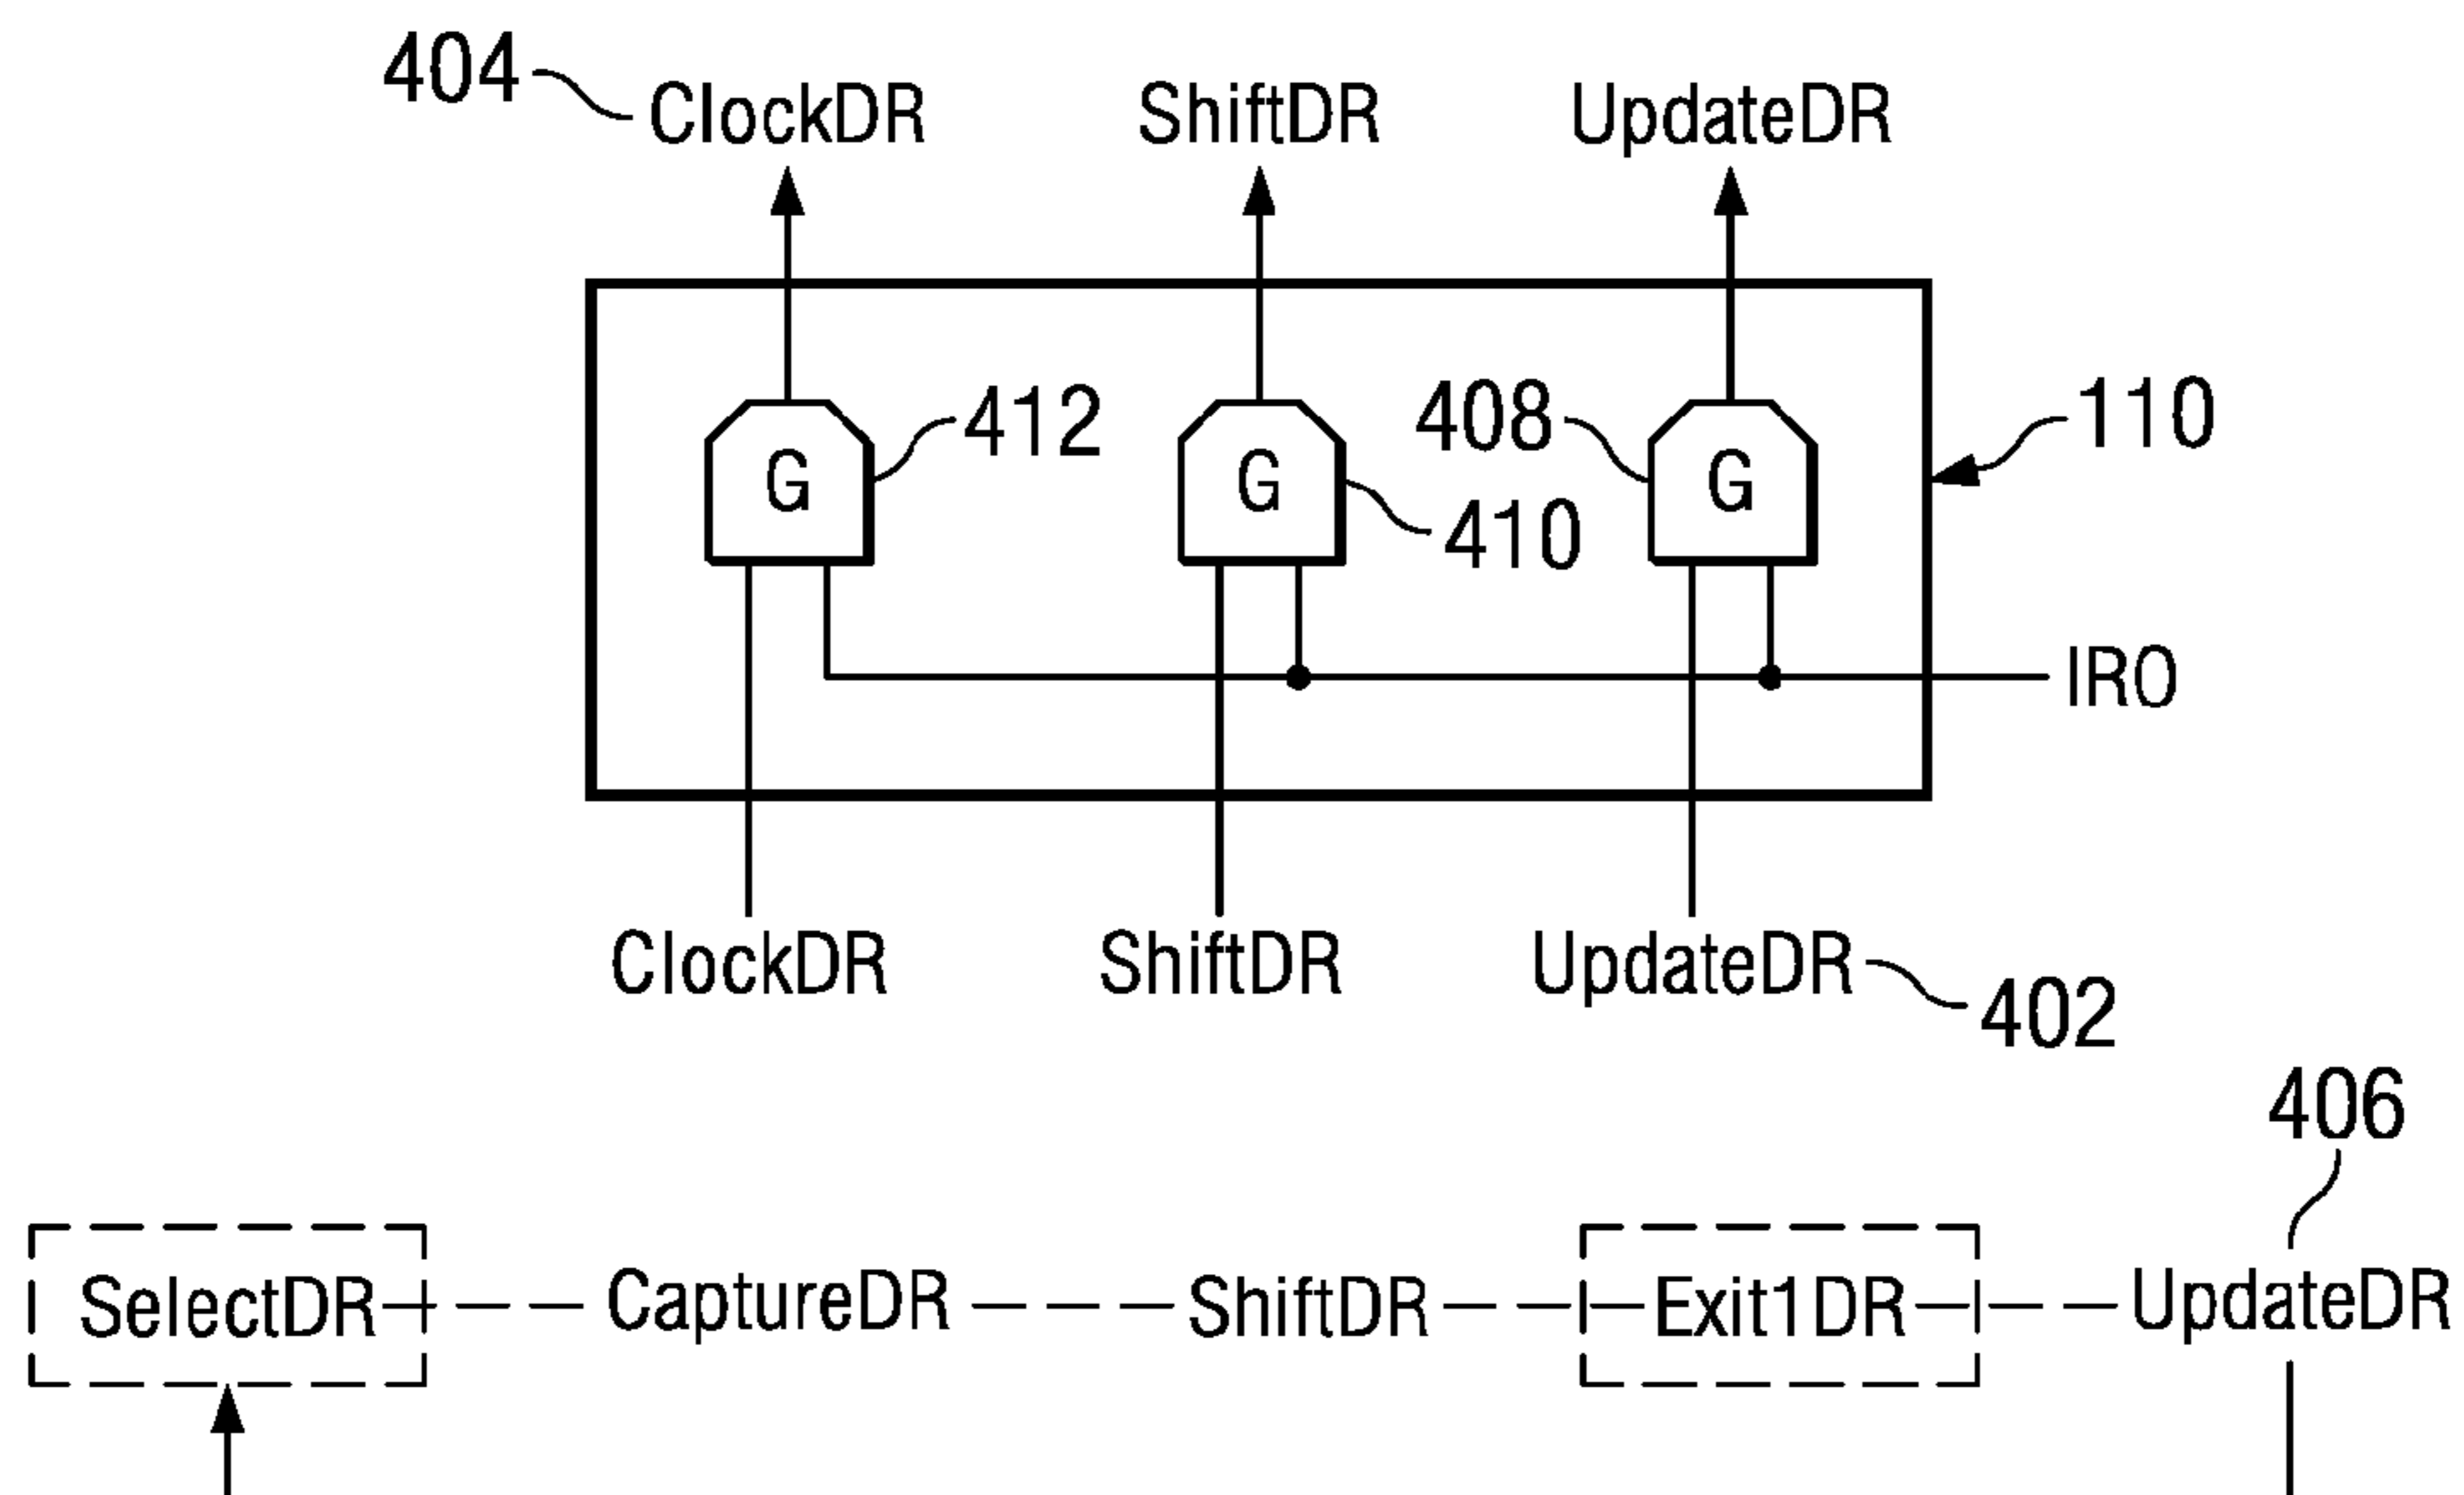 404 ClockDR ShiftDR UpdateDR
G 412 G 410 408 G 110
IRO
ClockDR ShiftDR UpdateDR 402
406
SelectDR CaptureDR ShiftDR Exit1DR UpdateDR